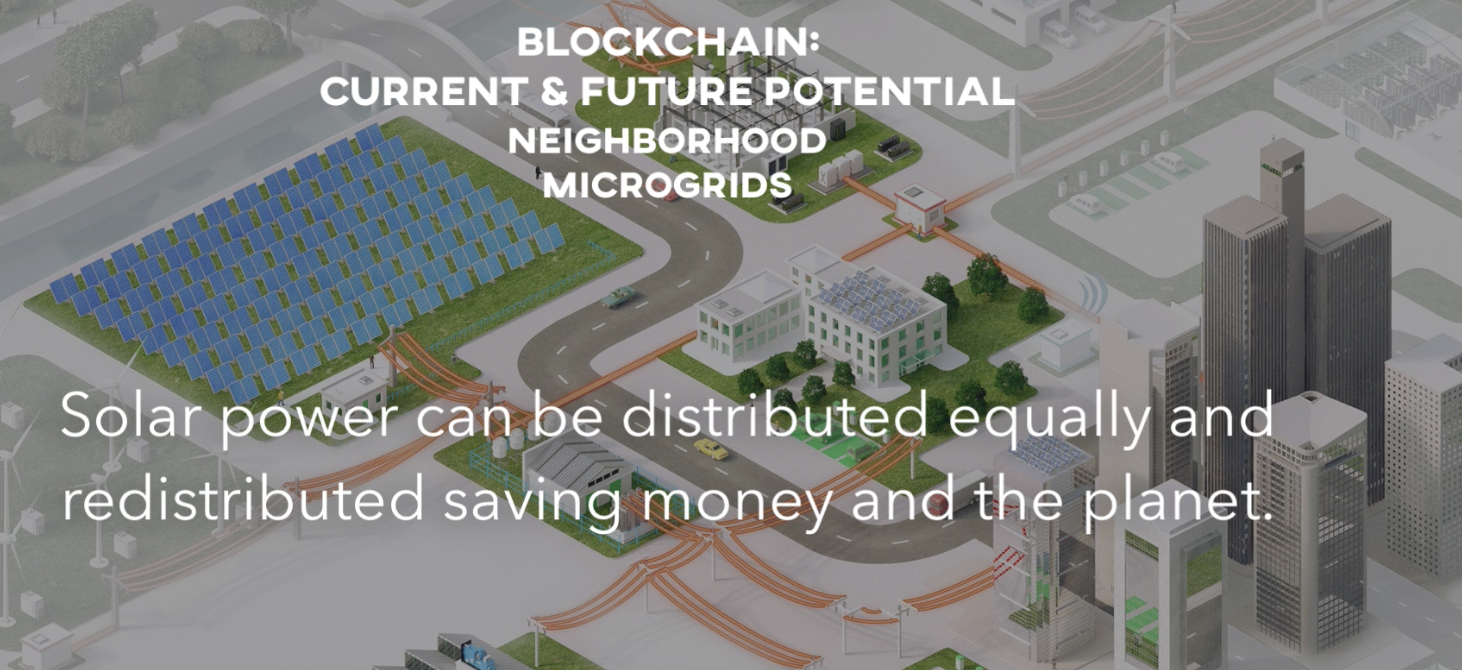 BLOCKCHAIN:
CURRENT & FUTURE POTENTIAL
NEIGHBORHOOD
MICROGRIDS
Solar power can be distributed equally and
redistributed saving money and the planet.